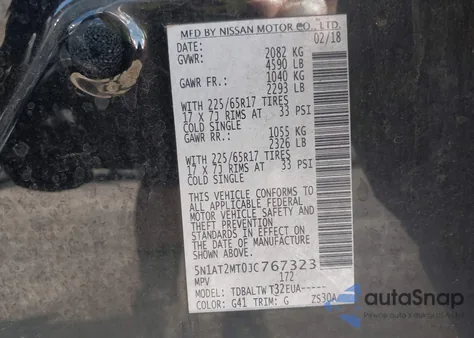 MFD BY NISSAN MOTOR CO., LTD.
DATE: 02/18
GVWR: 2082 KG
4590 LB
GAWR FR.: 1040 KG
2293 LB
WITH 225/65R17 TIRES
17 X 7J RIMS AT 33 PSI
COLD SINGLE
GAWR RR.: 1055 KG
2326 LB
WITH 225/65R17 TIRES
17 X 7J RIMS AT 33 PSI
COLD SINGLE
THIS VEHICLE CONFORMS TO
ALL APPLICABLE FEDERAL
MOTOR VEHICLE SAFETY AND
THEFT PREVENTION
STANDARDS IN EFFECT ON
THE DATE OF MANUFACTURE
SHOWN ABOVE.
5N1AT2MT0JC767323
MPV 172
MODEL: TDBALTWT32EUA-----
COLOR: G41 TRIM: G ZS30A
autoSnap